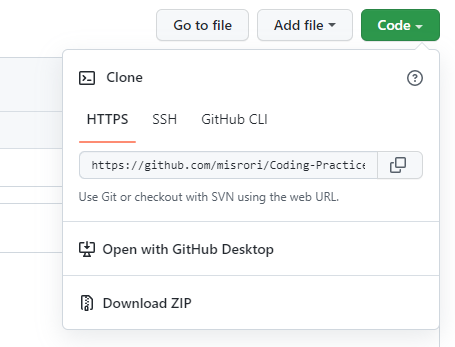 Go to file Add file Code
Clone
HTTPS SSH GitHub CLI
https://github.com/misrori/Coding-Practice
Use Git or checkout with SVN using the web URL.
Open with GitHub Desktop
Download ZIP